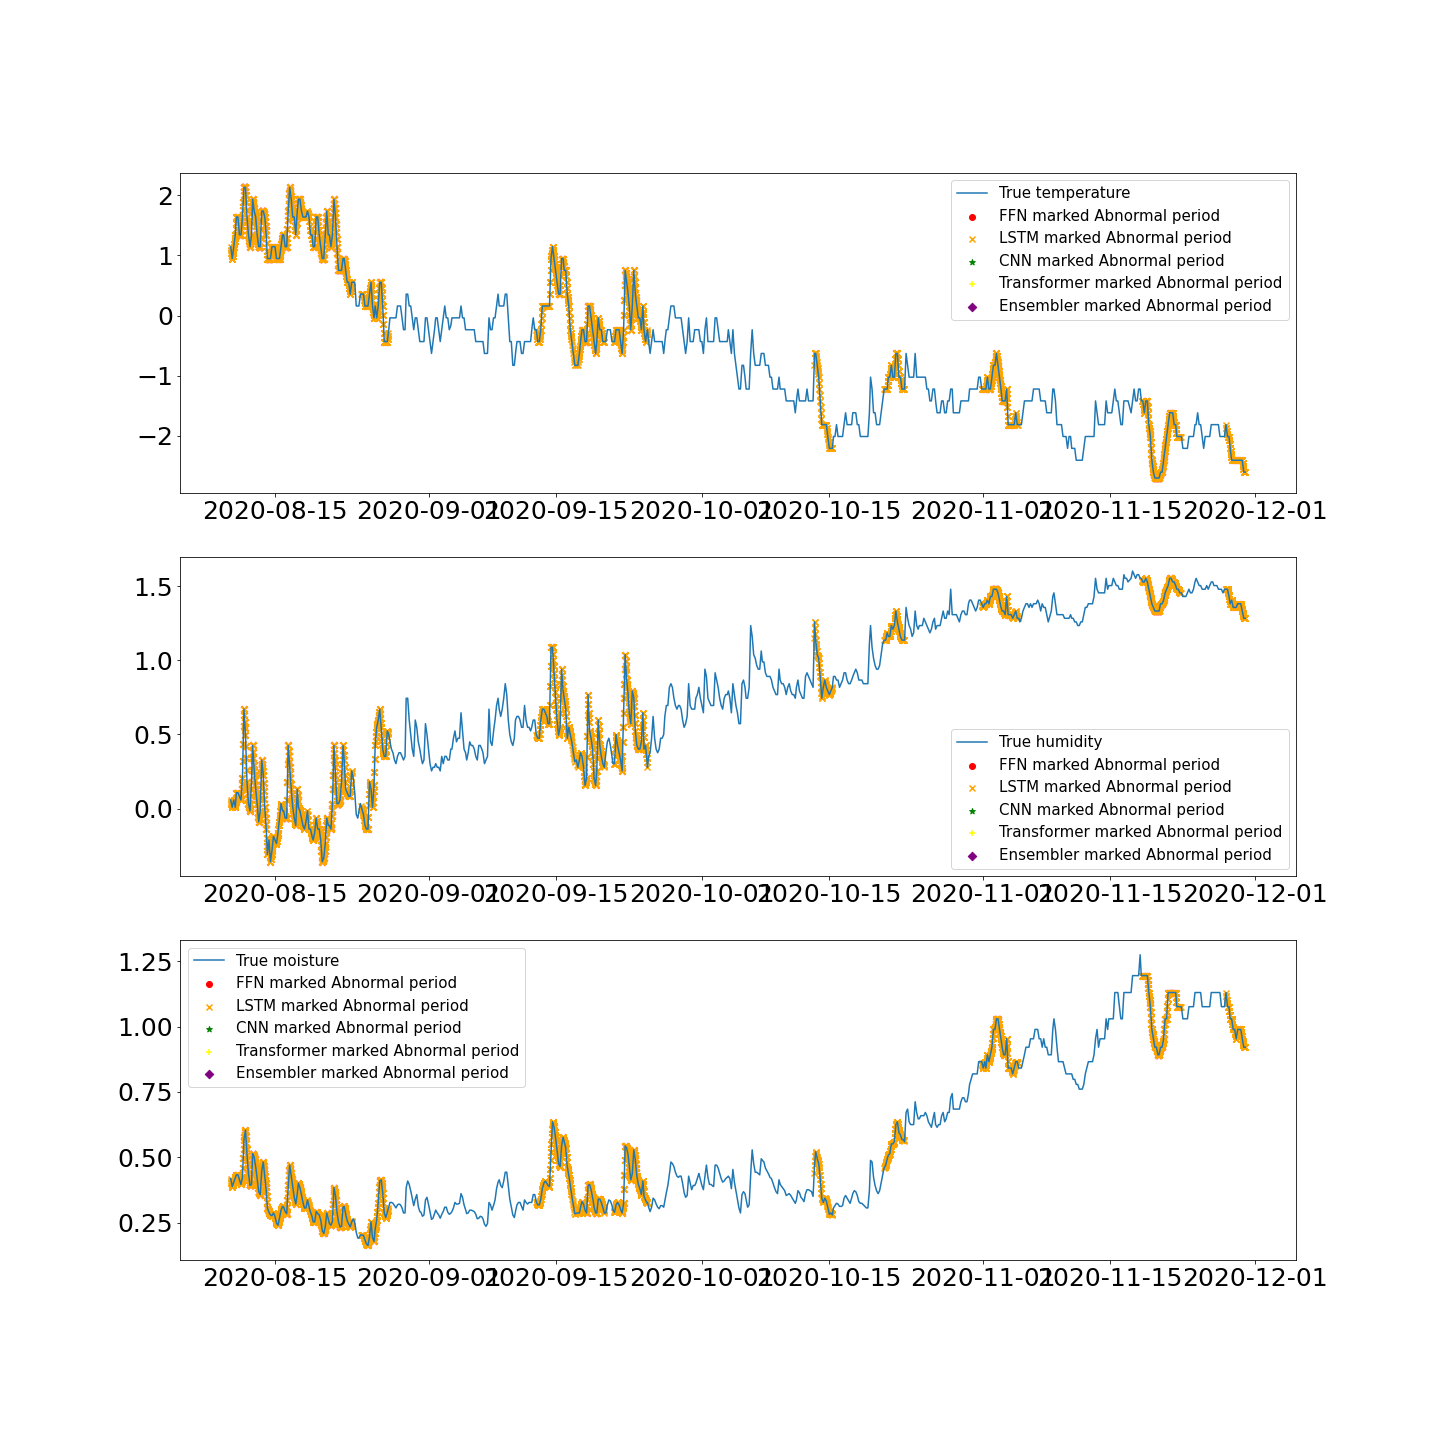 2
1
0
−1
−2
True temperature
FFN marked Abnormal period
LSTM marked Abnormal period
CNN marked Abnormal period
Transformer marked Abnormal period
Ensembler marked Abnormal period
2020-08-15 2020-09-01 2020-09-15 2020-10-01 2020-10-15 2020-11-01 2020-11-15 2020-12-01
1.5
1.0
0.5
0.0
True humidity
FFN marked Abnormal period
LSTM marked Abnormal period
CNN marked Abnormal period
Transformer marked Abnormal period
Ensembler marked Abnormal period
2020-08-15 2020-09-01 2020-09-15 2020-10-01 2020-10-15 2020-11-01 2020-11-15 2020-12-01
1.25
1.00
0.75
0.50
0.25
True moisture
FFN marked Abnormal period
LSTM marked Abnormal period
CNN marked Abnormal period
Transformer marked Abnormal period
Ensembler marked Abnormal period
2020-08-15 2020-09-01 2020-09-15 2020-10-01 2020-10-15 2020-11-01 2020-11-15 2020-12-01